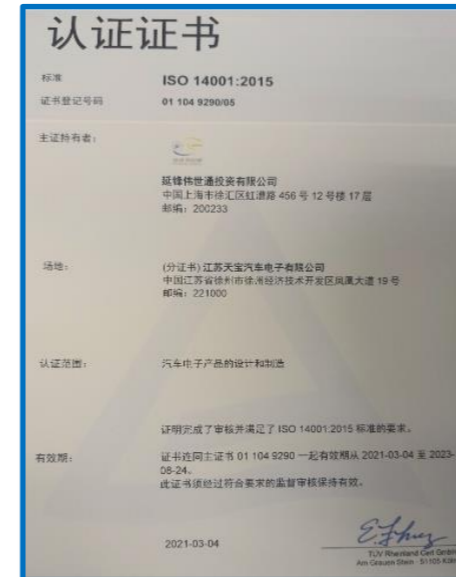 认证证书
标准 ISO 14001:2015
证书登记号码 01 104 9290/05
主证持有者:
延锋伟世通投资有限公司
中国上海市徐汇区虹漕路 456 号 12 号楼 17 层
邮编: 200233
场地: (分证书) 江苏天宝汽车电子有限公司
中国江苏省徐州市徐州经济技术开发区凤凰大道 19 号
邮编: 221000
认证范围: 汽车电子产品的设计和制造
证明完成了审核并满足了 ISO 14001:2015 标准的要求。
有效期: 证书连同主证书 01 104 9290 一起有效期从 2021-03-04 至 2023-
08-24。
此证书须经过符合要求的监督审核保持有效。
2021-03-04
TÜV Rheinland Cert GmbH
Am Grauen Stein · 51105 Köln